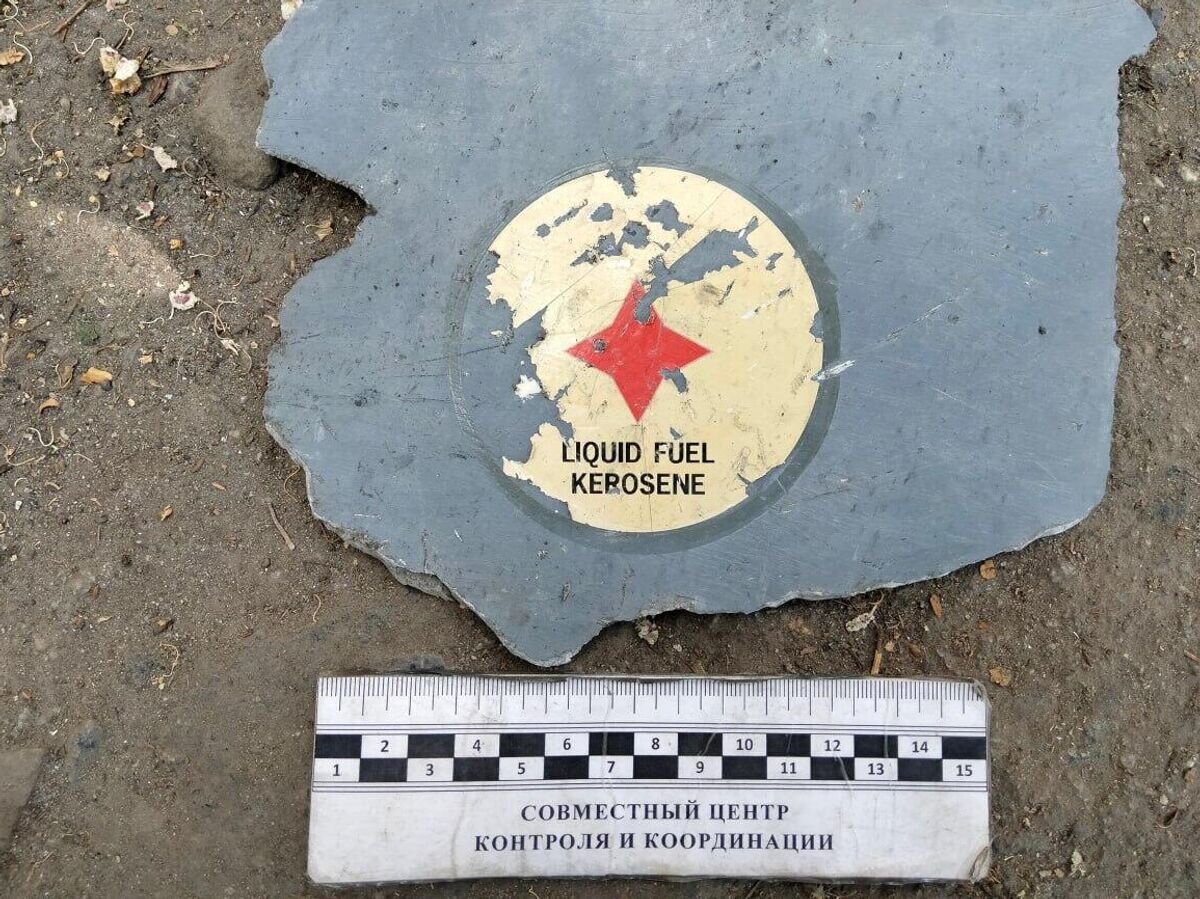 LIQUID FUEL
KEROSENE
2 4 6 8 10 12 14
1 3 5 7 9 11 13 15
СОВМЕСТНЫЙ ЦЕНТР
КОНТРОЛЯ И КООРДИНАЦИИ